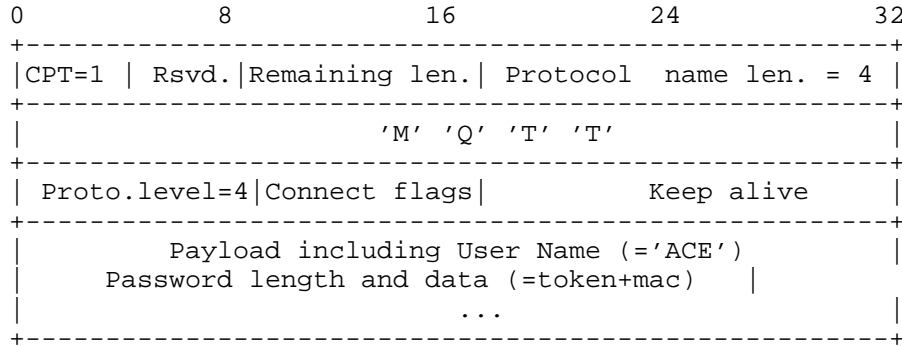 0 8 16 24 32
+------------------------------------------------------+
|CPT=1 | Rsvd.|Remaining len.| Protocol name len. = 4 |
+------------------------------------------------------+
| 'M' 'Q' 'T' 'T' |
+------------------------------------------------------+
| Proto.level=4|Connect flags| Keep alive |
+------------------------------------------------------+
| Payload including User Name (='ACE') |
| Password length and data (=token+mac) |
| ... |
+------------------------------------------------------+